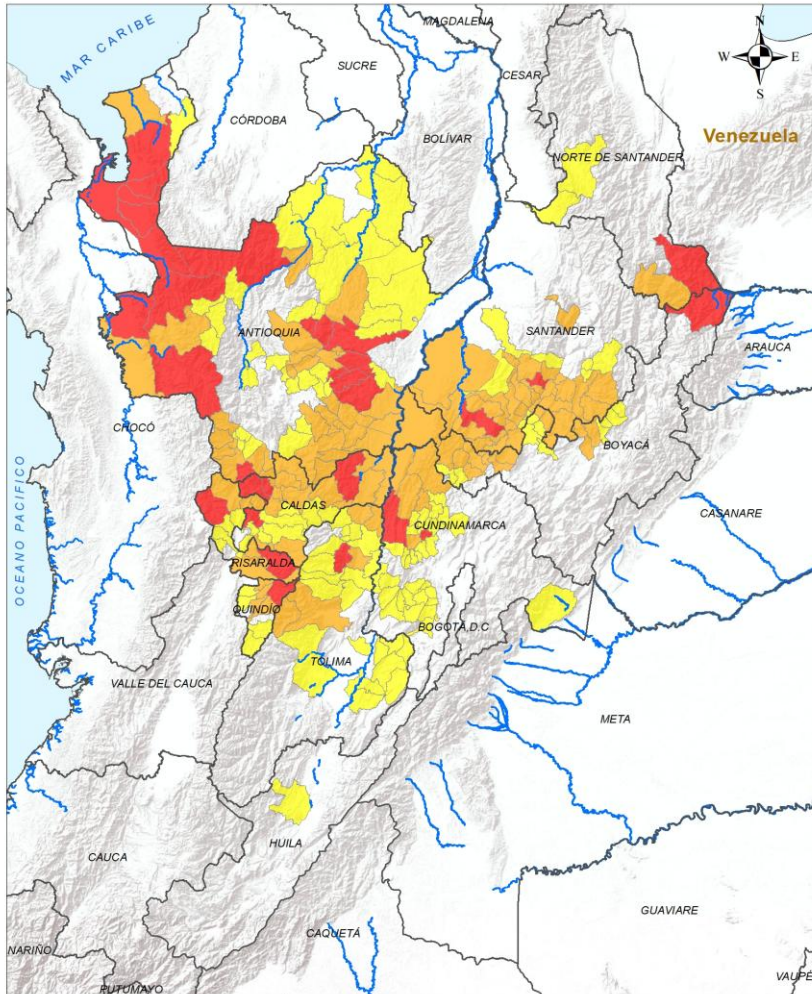 MAGDALENA
N
W E
S
MAR CARIBE
SUCRE
CESAR
CÓRDOBA
BOLÍVAR
Venezuela
NORTE DE SANTANDER
ANTIOQUIA
SANTANDER
ARAUCA
CHOCÓ
BOYACÁ
OCEANO PACIFICO
CALDAS
CASANARE
CUNDINAMARCA
RISARALDA
QUINDÍO
BOGOTÁ D.C
TOLIMA
VALLE DEL CAUCA
META
HUILA
CAUCA
GUAVIARE
CAQUETÁ
NARIÑO
PUTUMAYO
VAUPÉ